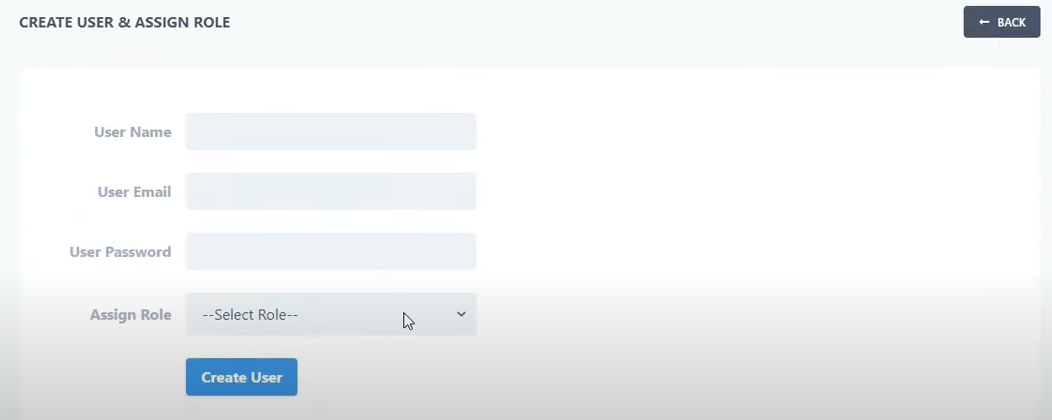 CREATE USER & ASSIGN ROLE
← BACK
User Name
User Email
User Password
Assign Role --Select Role--
Create User